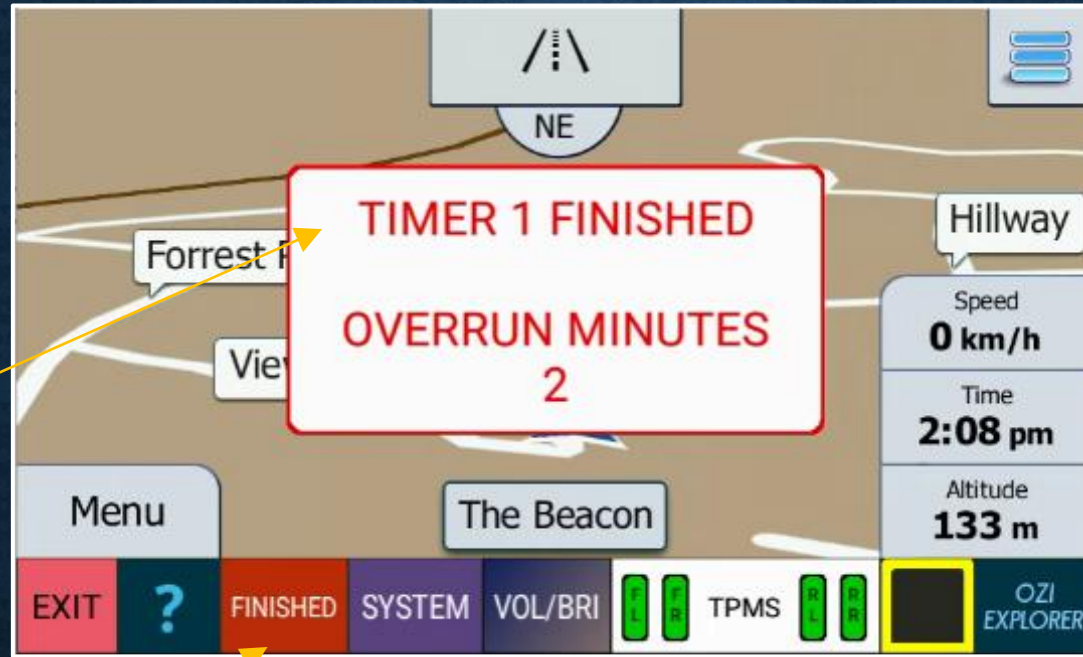 NE
TIMER 1 FINISHED
OVERRUN MINUTES
2
Forrest
Hillway
Speed
0 km/h
Time
2:08 pm
Altitude
133 m
Menu
The Beacon
EXIT ? FINISHED SYSTEM VOL/BRI FL FR TPMS RL RR OZI EXPLORER